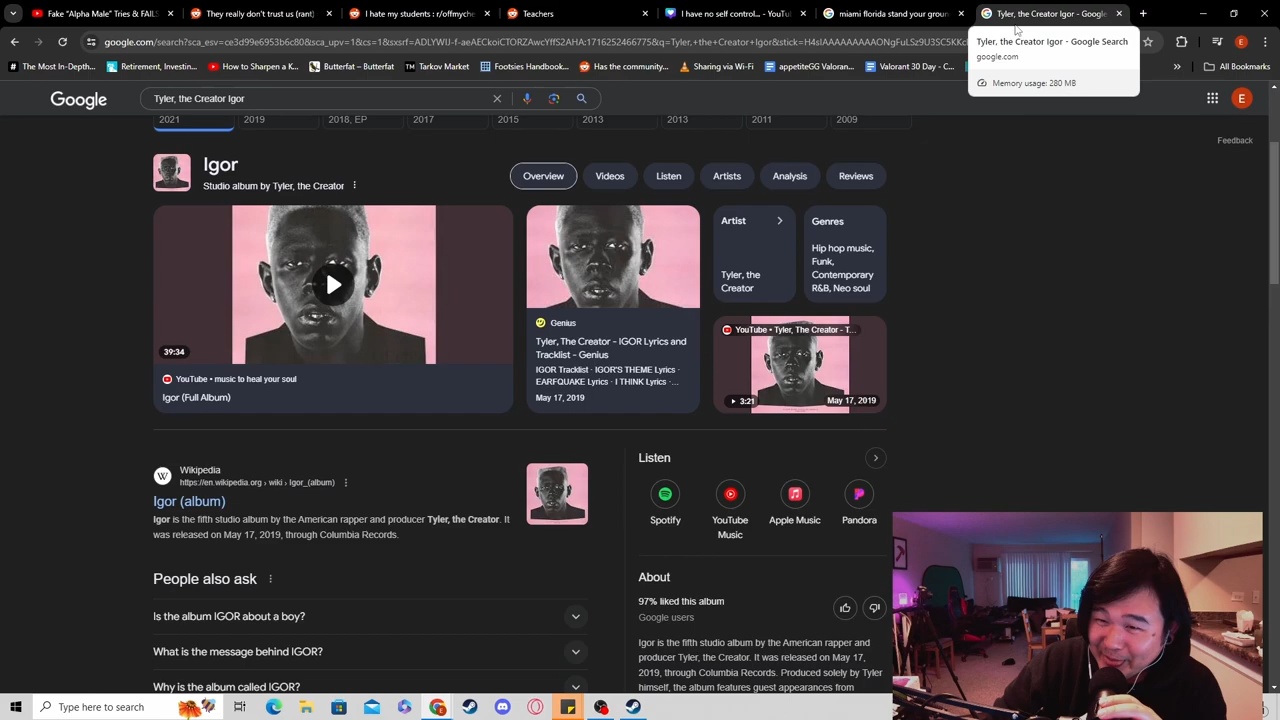 Fake "Alpha Male" Tries & FAILS
They don't trust us (rant)
I hate my students : r/offmyche
Teachers
I have no self control... - YouTu
miami florida stand your groun
Tyler, the Creator Igor - Google
google.com/search?sca_esv=
Tyler, the Creator Igor - Google Search
google.com
Memory usage: 280 MB
The Most In-Depth...
Retirement, Investin...
How to Sharpen Pho...
Butterfat – Butterfat
Tarkov Market
Footsies Handbook
Has the community...
Sharing via Wi-Fi
appetiteGG Valoran...
Valorant 30 Day - C...
All Bookmarks
Google
Tyler, the Creator Igor
E
2021
2019
2018, EP
2017
2015
2013
2013
2011
2009
Feedback
Igor
Studio album by Tyler, the Creator
Overview
Videos
Listen
Artists
Analysis
Reviews
39:34
YouTube • music to heal your soul
Igor (Full Album)
Genius
Tyler, The Creator - IGOR Lyrics and
Tracklist - Genius
IGOR Tracklist · IGOR'S THEME Lyrics ·
EARFQUAKE Lyrics · I THINK Lyrics ·...
May 17, 2019
Artist
Tyler, the
Creator
Genres
Hip hop music,
Funk,
Contemporary
R&B, Neo soul
YouTube • Tyler, The Creator - T...
3:21
May 17, 2019
Wikipedia
https://en.wikipedia.org › wiki › Igor_(album)
Igor (album)
Igor is the fifth studio album by the American rapper and producer Tyler, the Creator. It
was released on May 17, 2019, through Columbia Records.
People also ask
Is the album IGOR about a boy?
What is the message behind IGOR?
Why is the album called IGOR?
Listen
Spotify
YouTube
Music
Apple Music
Pandora
About
97% liked this album
Google users
Igor is the fifth studio album by the American rapper and
producer Tyler, the Creator. It was released on May 17,
2019, through Columbia Records. Produced solely by Tyler
himself, the album features guest appearances from
Type here to search